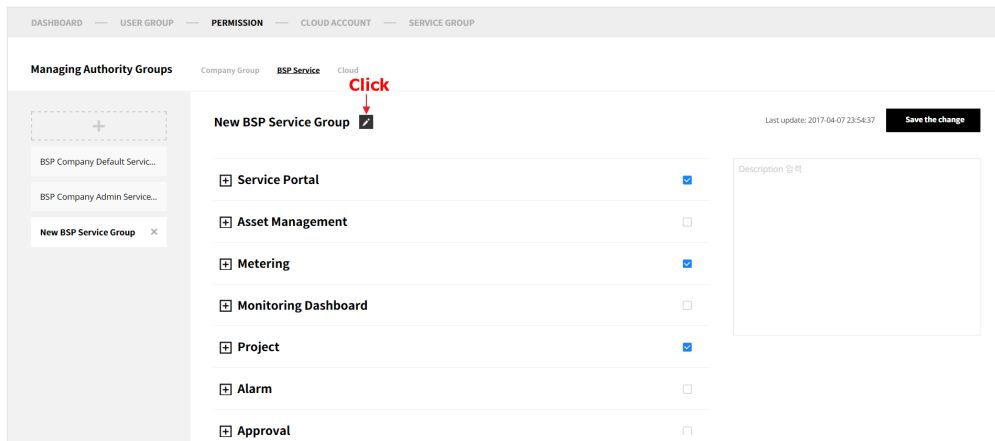 DASHBOARD — USER GROUP — PERMISSION — CLOUD ACCOUNT — SERVICE GROUP
Managing Authority Groups Company Group BSP Service Cloud
Click
New BSP Service Group Last update: 2017-04-07 23:54:37 Save the change
BSP Company Default Servic...
BSP Company Admin Service...
New BSP Service Group ×
Service Portal
Asset Management
Metering
Monitoring Dashboard
Project
Alarm
Approval
Description 입력